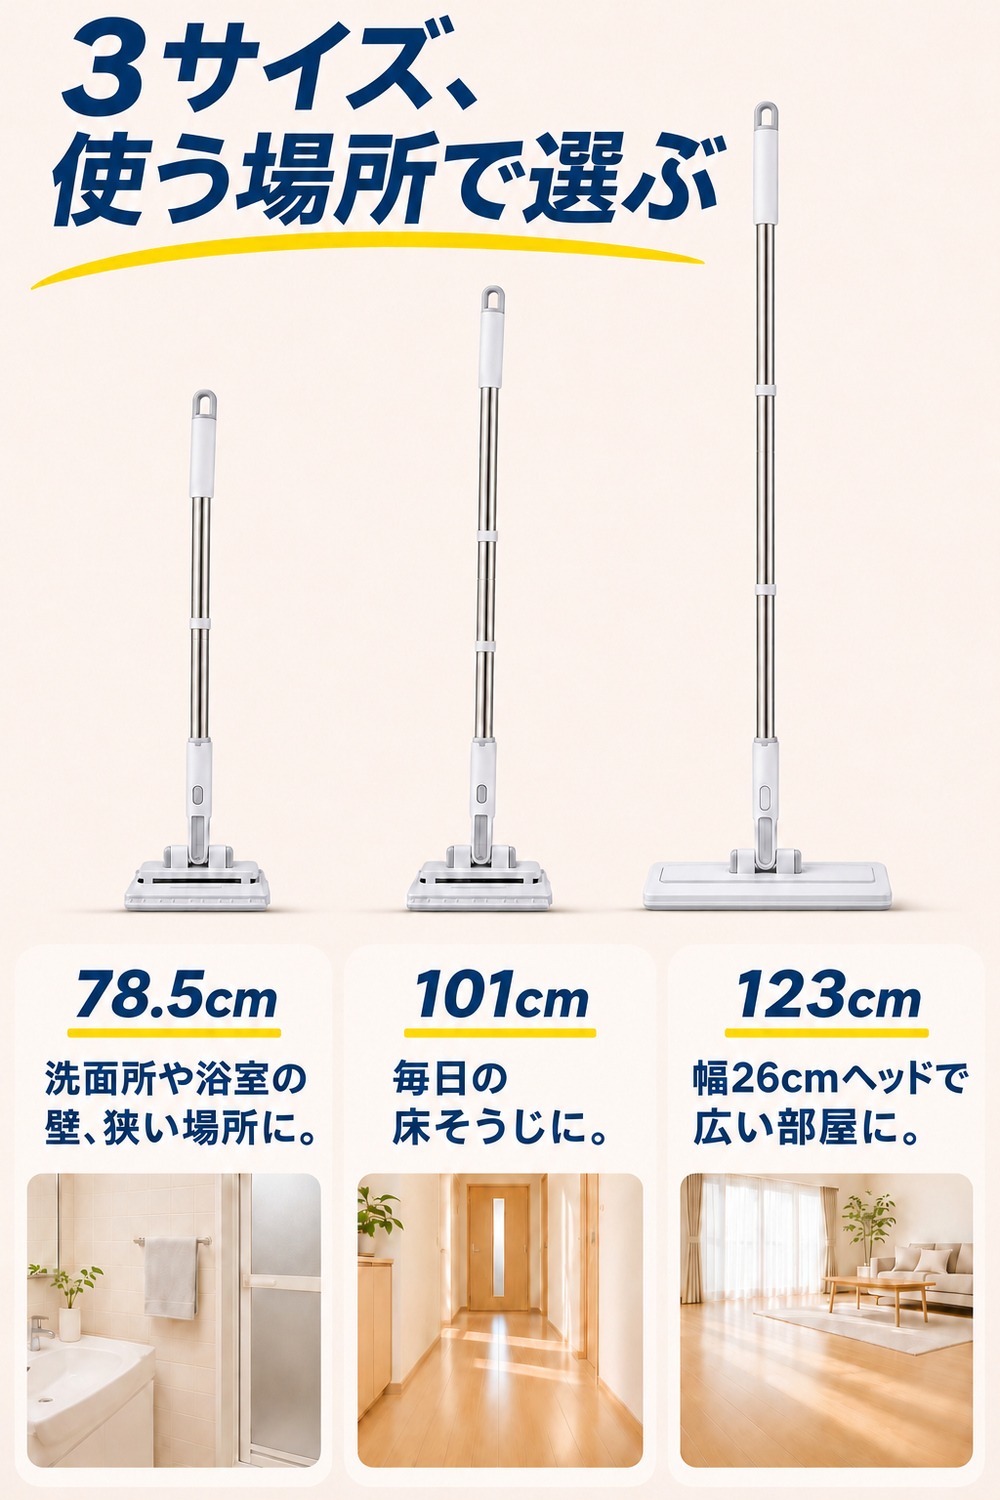 3サイズ、
使う場所で選ぶ
78.5cm
洗面所や浴室の
壁、狭い場所に。
101cm
毎日の
床そうじに。
123cm
幅26cmヘッドで
広い部屋に。